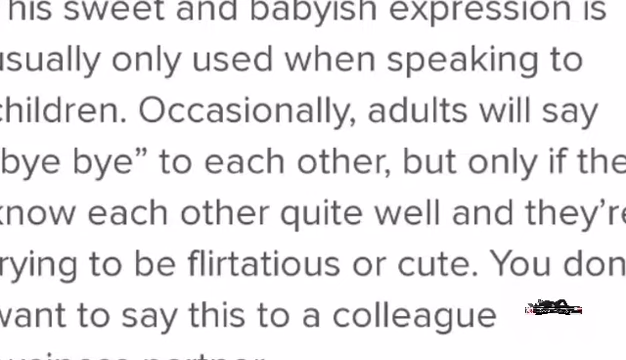 his sweet and babyish expression is
usually only used when speaking to
children. Occasionally, adults will say
bye bye” to each other, but only if the
know each other quite well and they’re
rying to be flirtatious or cute. You don
want to say this to a colleague